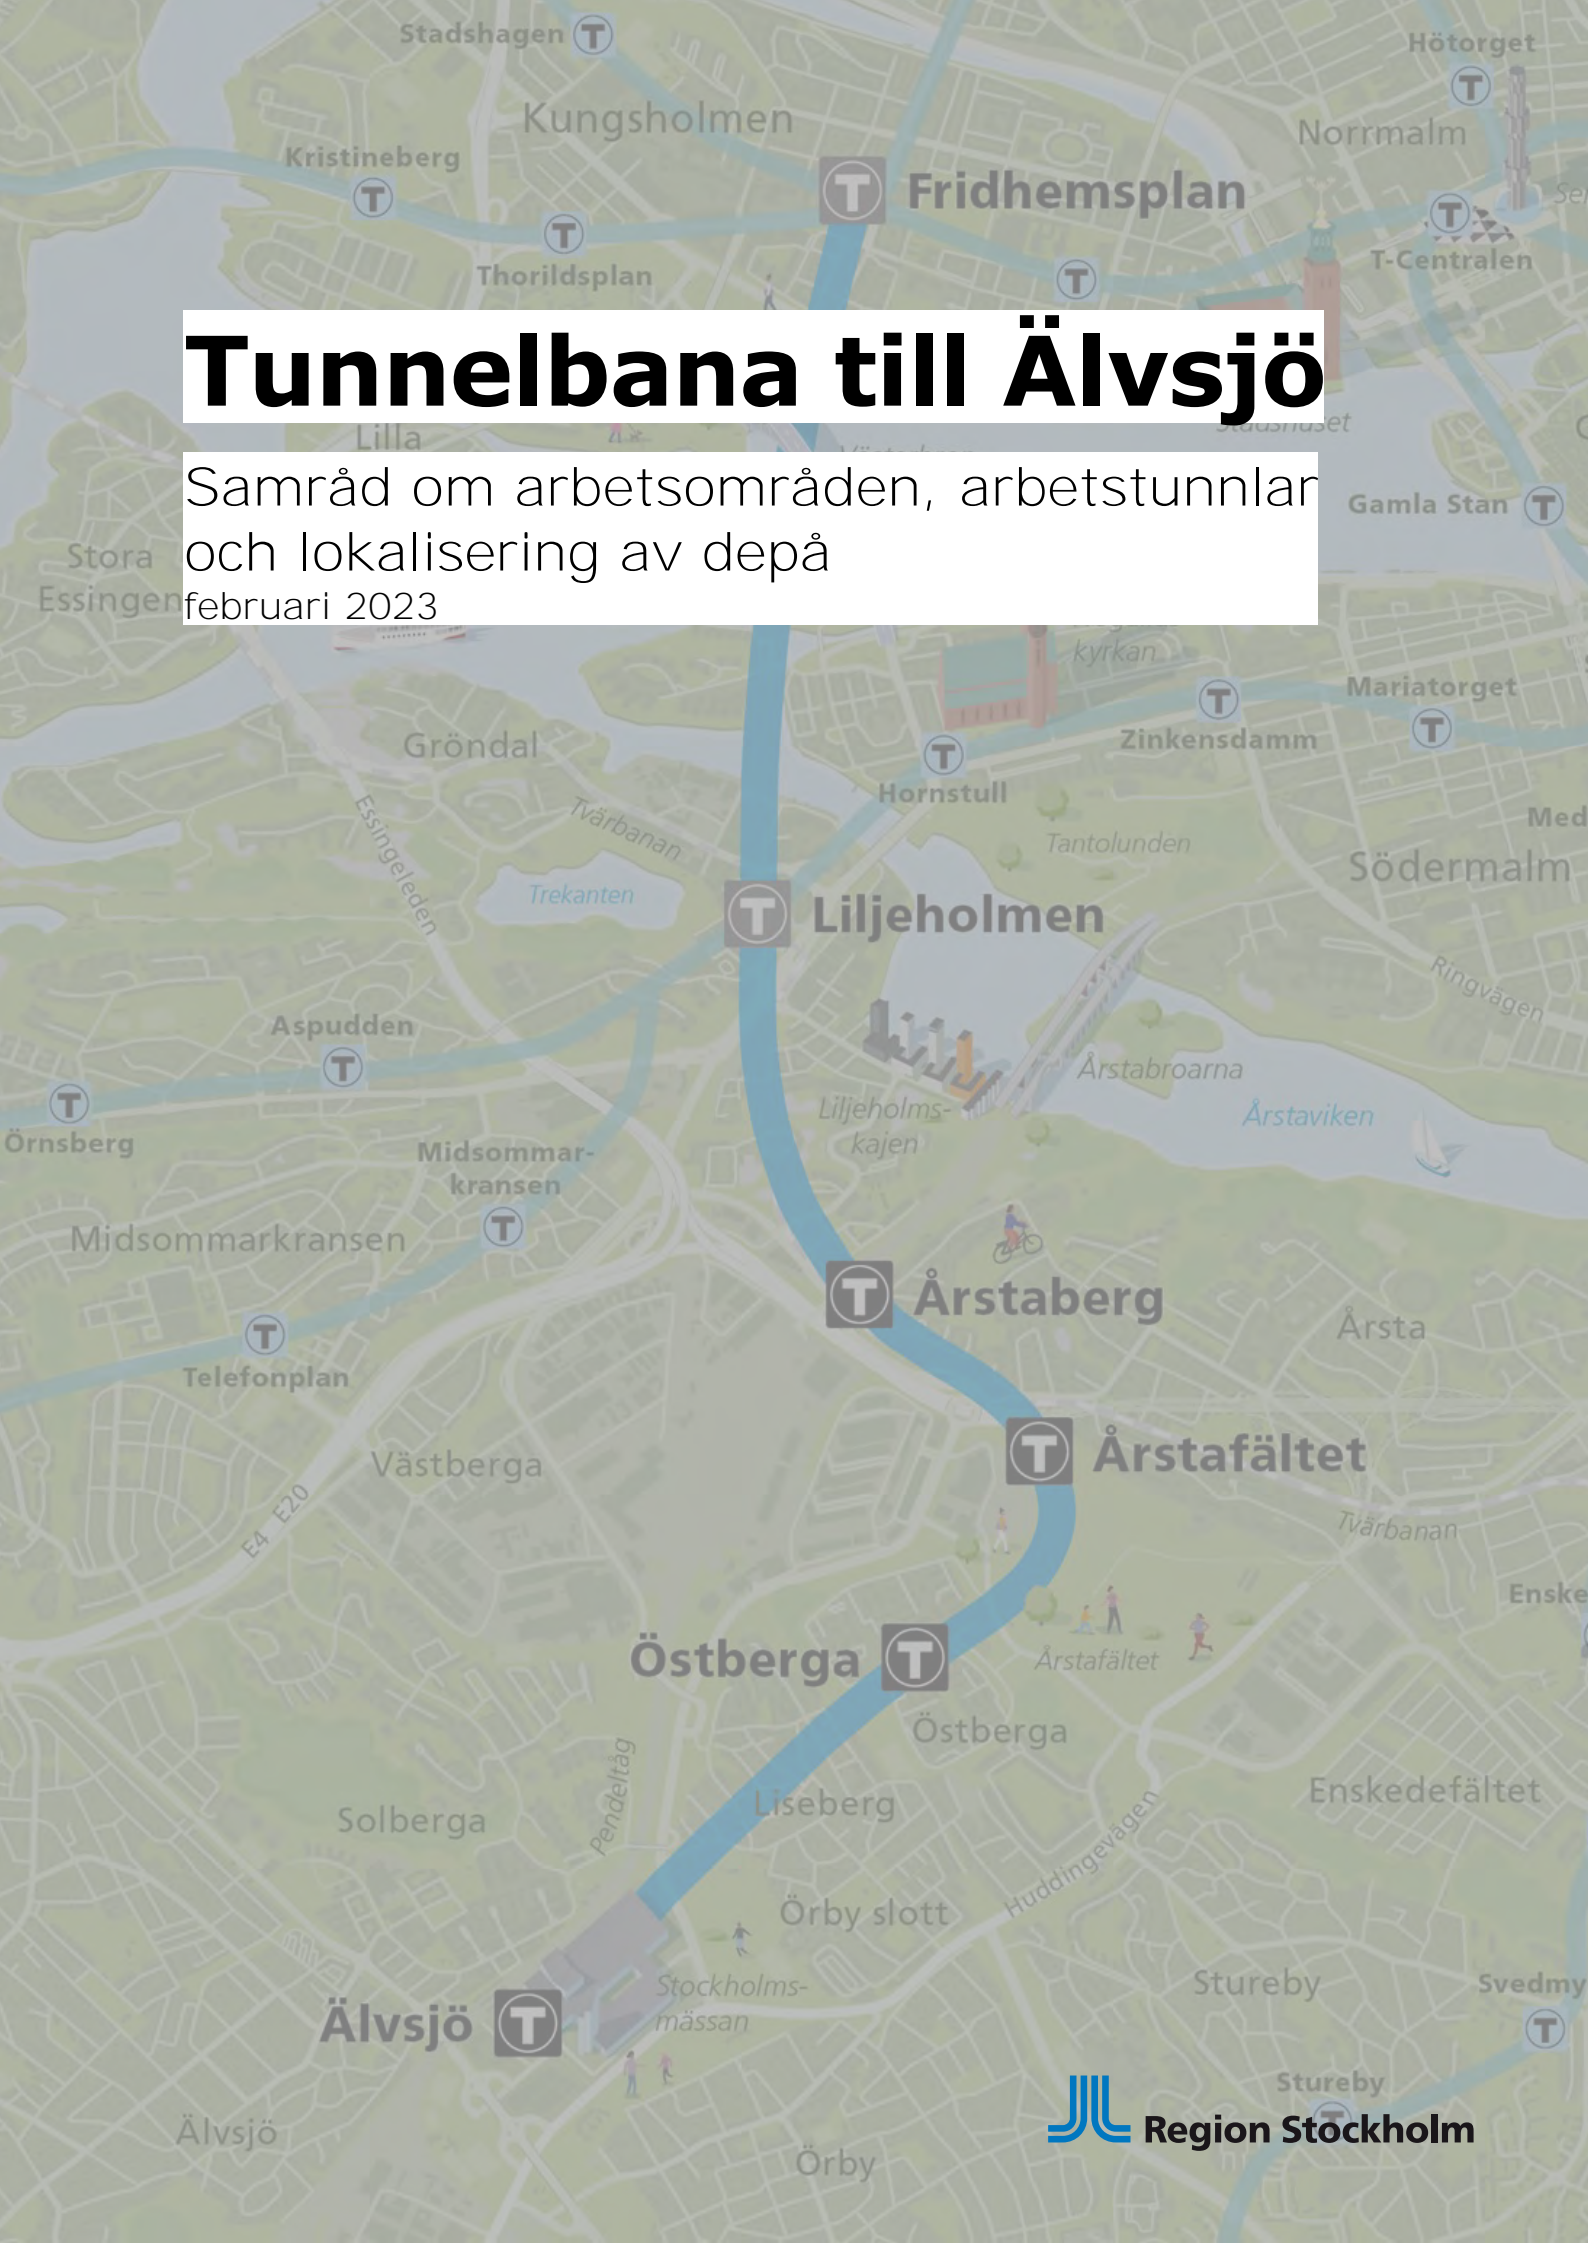 Stadshagen T
Hötorget
T
Kungsholmen
Norrmalm
Kristineberg
T
T Fridhemsplan
T
T
Thorildsplan
T
T-Centralen
Tunnelbana till Älvsjö
Lilla
Samråd om arbetsområden, arbetstunnlar
och lokalisering av depå
februari 2023
Gamla Stan T
Stora
Essingen
kyrkan
Mariatorget
T
T
Zinkensdamm
Gröndal
T
Hornstull
Essingeleden
Tvärbanan
Tantolunden
Med
Södermalm
Trekanten
T Liljeholmen
Ringvägen
Aspudden
T
Årstabroarna
T
Örnsberg
Liljeholms-
kajen
Årstaviken
Midsommar-
kransen
T
Midsommarkransen
T Årstaberg
Årsta
T
Telefonplan
T Årstafältet
Västberga
E4 E20
Tvärbanan
Enske
Östberga T
Årstafältet
Östberga
Pendeltåg
Liseberg
Enskedefältet
Solberga
Huddingevägen
Örby slott
Stockholms-
mässan
Stureby
Svedmy
T
Älvsjö T
Stureby
T
Älvsjö
Region Stockholm
Örby